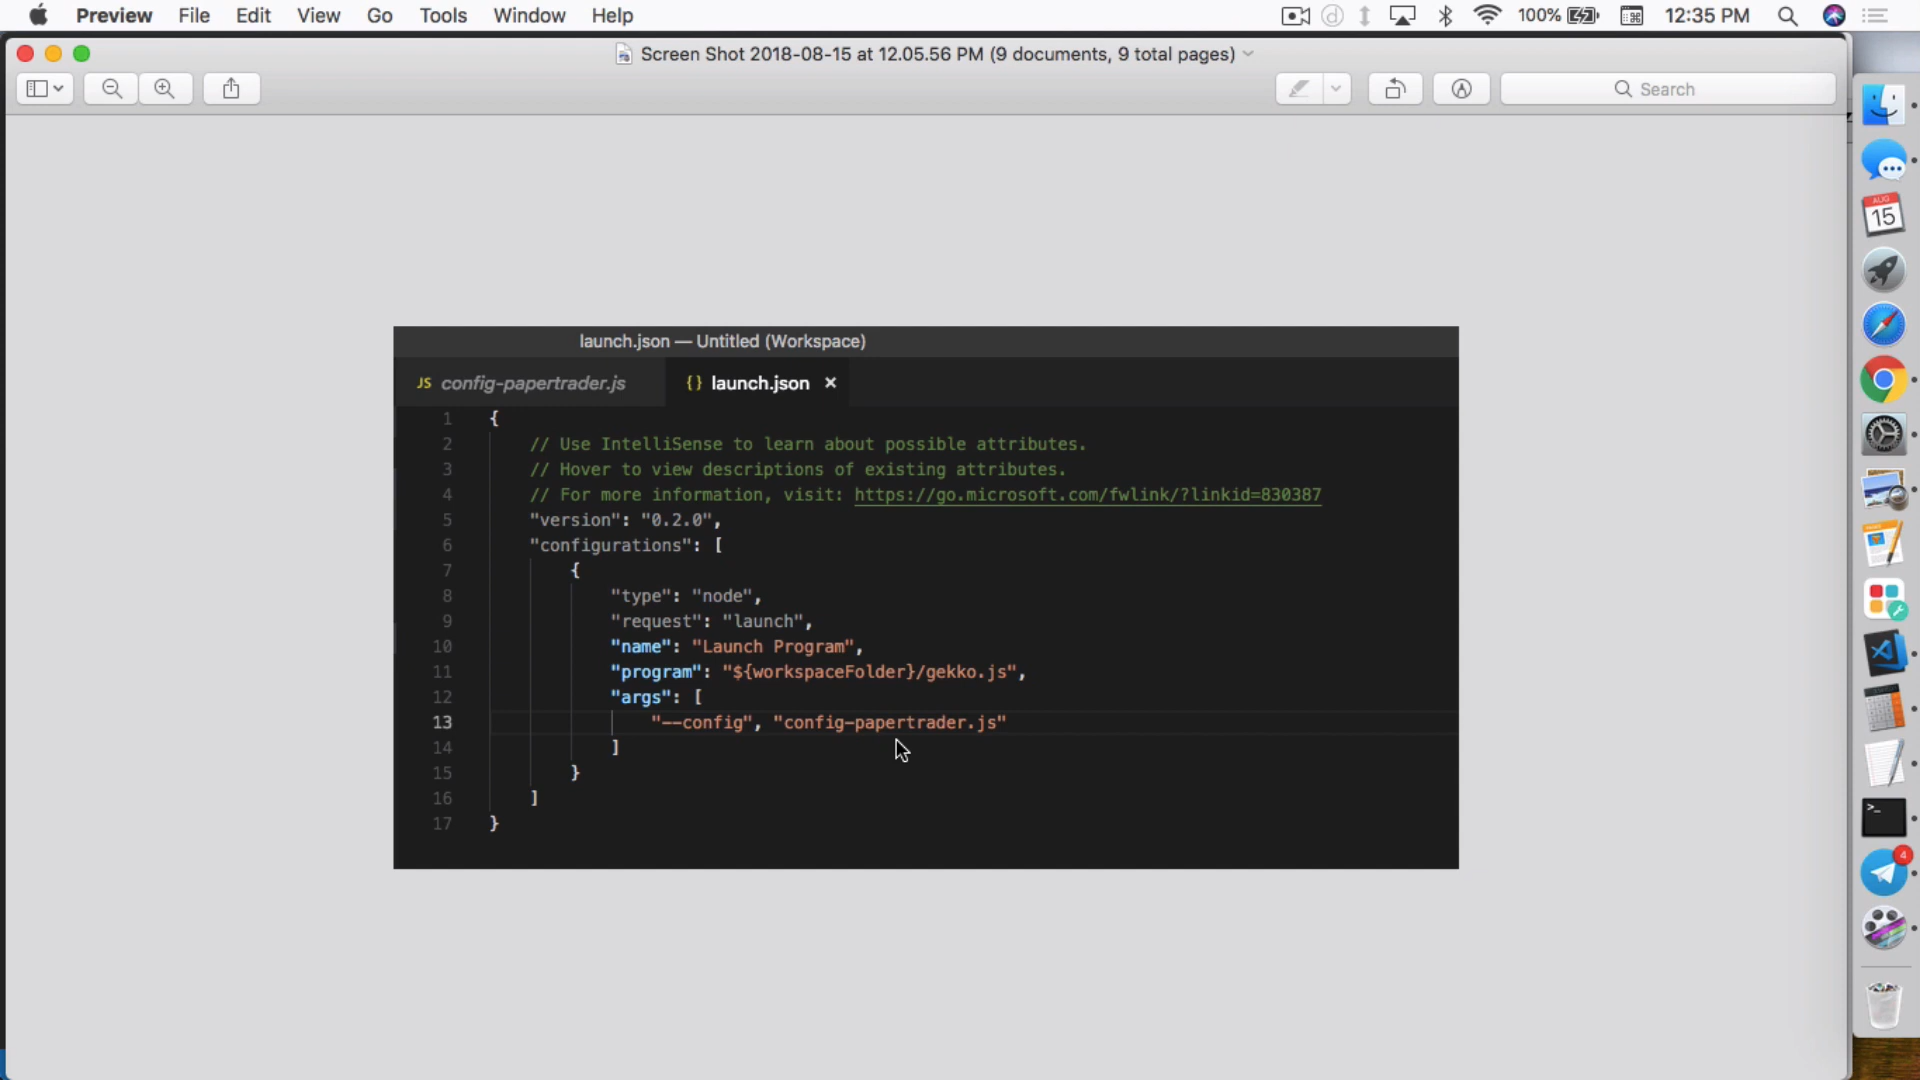 Preview File Edit View Go Tools Window Help 100% 12:35 PM
Screen Shot 2018-08-15 at 12.05.56 PM (9 documents, 9 total pages)
Search
launch.json — Untitled (Workspace)
JS config-papertrader.js {} launch.json ×
1 {
2 // Use IntelliSense to learn about possible attributes.
3 // Hover to view descriptions of existing attributes.
4 // For more information, visit: https://go.microsoft.com/fwlink/?linkid=830387
5 "version": "0.2.0",
6 "configurations": [
7 {
8 "type": "node",
9 "request": "launch",
10 "name": "Launch Program",
11 "program": "${workspaceFolder}/gekko.js",
12 "args": [
13 "--config", "config-papertrader.js"
14 ]
15 }
16 ]
17 }
AUG
15
PAGES
>_
4